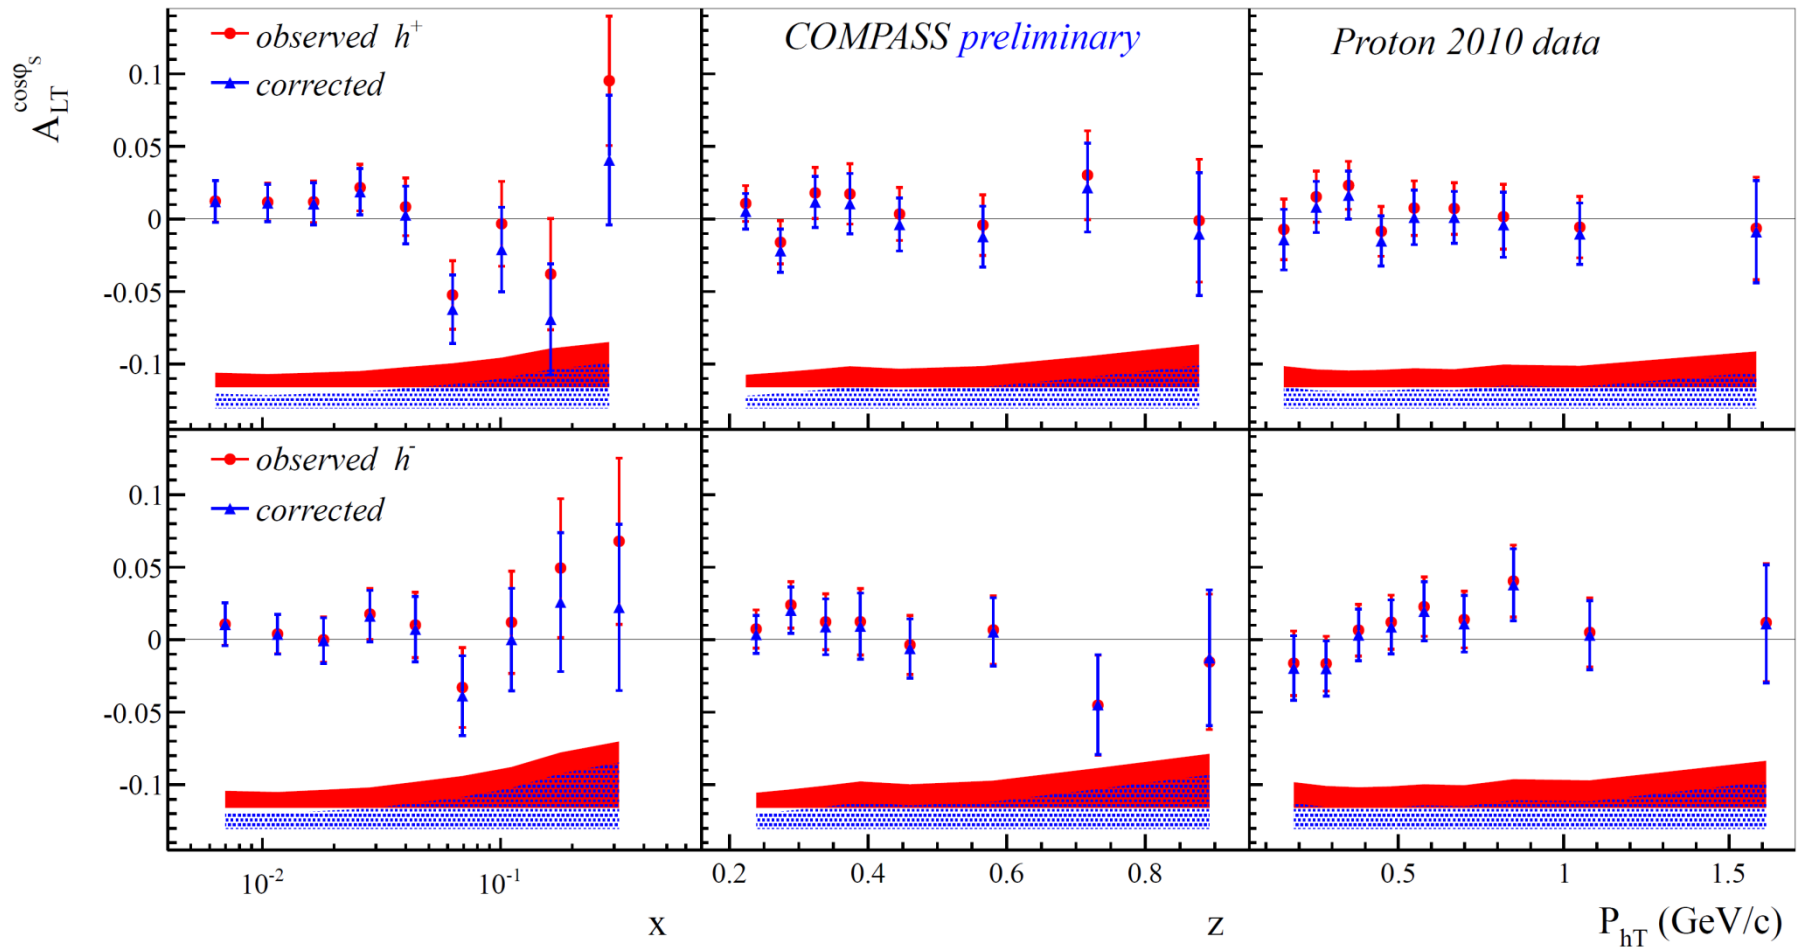 observed h⁺
corrected
COMPASS preliminary
Proton 2010 data
A_LT^cosφ_S
0.1
0.05
0
-0.05
-0.1
observed h⁻
corrected
0.1
0.05
0
-0.05
-0.1
10⁻² 10⁻¹
0.2 0.4 0.6 0.8
0.5 1 1.5
x
z
P_hT (GeV/c)